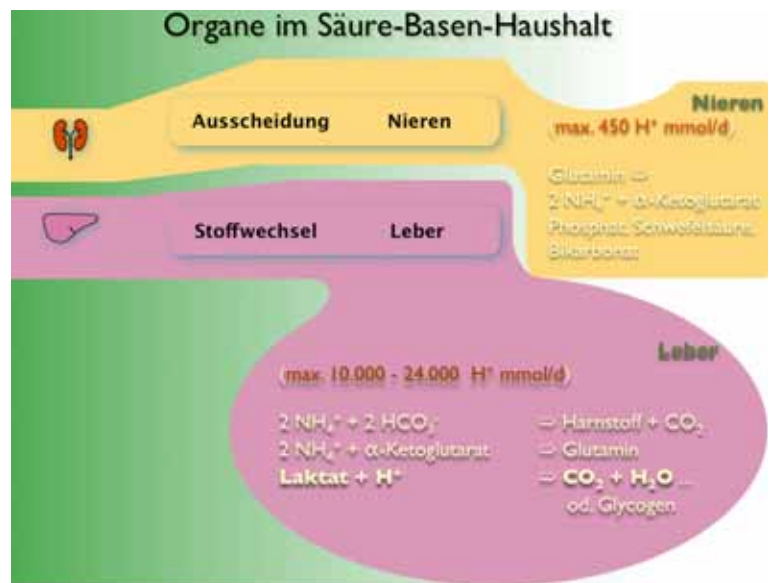 Organe im Säure-Basen-Haushalt
Ausscheidung Nieren
Nieren
(max. 450 H⁺ mmol/d)
Glutamin ⇨
2 NH₄⁺ + α-Ketoglutarat
Phosphat, Schwefelsäure,
Bikarbonat
Stoffwechsel Leber
Leber
(max. 10.000 - 24.000 H⁺ mmol/d)
2 NH₄⁺ + 2 HCO₃⁻ ⇨ Harnstoff + CO₂
2 NH₄⁺ + α-Ketoglutarat ⇨ Glutamin
Laktat + H⁺ ⇨ CO₂ + H₂O ...
od. Glycogen